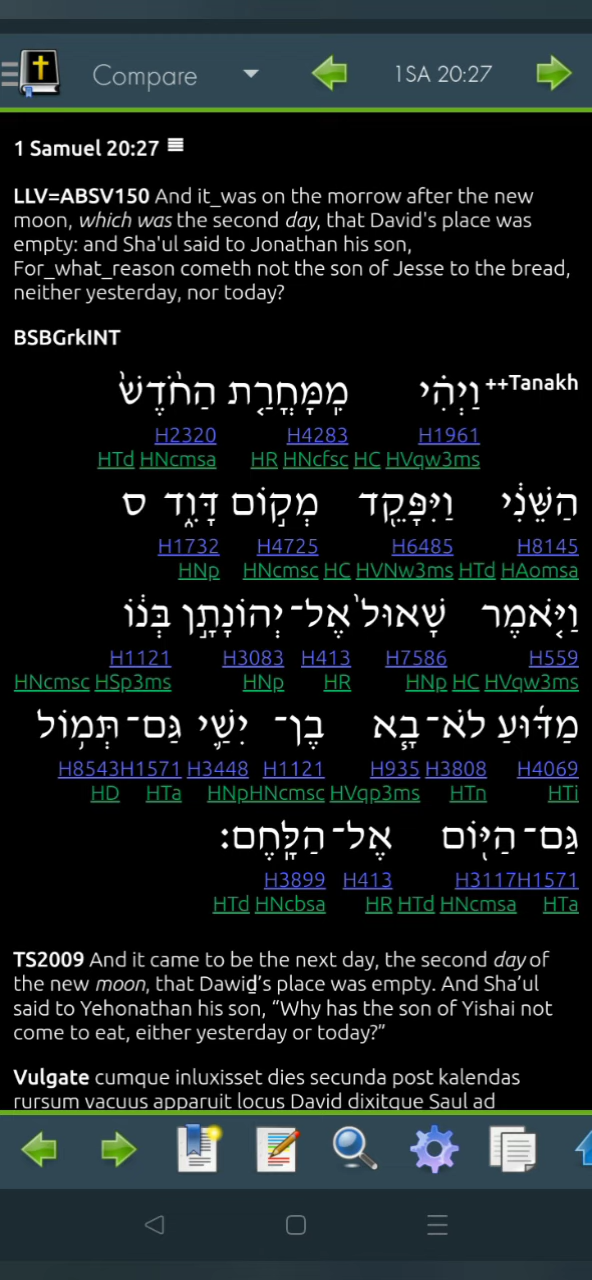 Compare
1SA 20:27
1 Samuel 20:27
LLV=ABSV150 And it_was on the morrow after the new
moon, which was the second day, that David's place was
empty: and Sha'ul said to Jonathan his son,
For_what_reason cometh not the son of Jesse to the bread,
neither yesterday, nor today?
BSBGrkINT
++Tanakh וַיְהִ֗י מִֽמָּחֳרַ֤ת הַחֹ֙דֶשׁ֙
H2320 H4283 H1961
HTd HNcmsa HR HNcfsc HC HVqw3ms
הַשֵּׁנִ֔י וַיִּפָּקֵ֖ד מְק֣וֹם דָּוִ֑ד ס
H1732 H4725 H6485 H8145
HNp HNcmsc HC HVNw3ms HTd HAomsa
וַיֹּ֤אמֶר שָׁאוּל֙ אֶל־ יְהוֹנָתָ֣ן בְּנ֔וֹ
H1121 H3083 H413 H7586 H559
HNcmsc HSp3ms HNp HR HNp HC HVqw3ms
מַדּ֜וּעַ לֹא־ בָ֧א בֶן־ יִשַׁ֛י גַּם־ תְּמ֥וֹל
H8543H1571 H3448 H1121 H935 H3808 H4069
HD HTa HNpHNcmsc HVqp3ms HTn HTi
גַּם־ הַיּ֖וֹם אֶל־ הַלָּֽחֶם׃
H3899 H413 H3117H1571
HTd HNcbsa HR HTd HNcmsa HTa
TS2009 And it came to be the next day, the second day of
the new moon, that Dawiḏ’s place was empty. And Sha’ul
said to Yehonathan his son, “Why has the son of Yishai not
come to eat, either yesterday or today?”
Vulgate cumque inluxisset dies secunda post kalendas
rursum vacuus apparuit locus David dixitque Saul ad